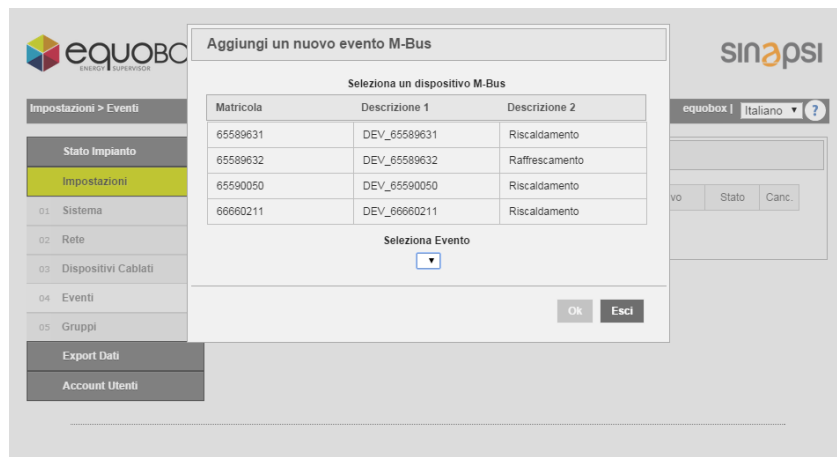 equobo
ENERGY SUPERVISOR
Aggiungi un nuovo evento M-Bus
sinapsi
Impostazioni > Eventi
equobox |
Italiano
?
Seleziona un dispositivo M-Bus
Matricola Descrizione 1 Descrizione 2
65589631 DEV_65589631 Riscaldamento
65589632 DEV_65589632 Raffrescamento
65590050 DEV_65590050 Riscaldamento
66660211 DEV_66660211 Riscaldamento
Seleziona Evento
Ok Esci
Stato Impianto
Impostazioni
01 Sistema
02 Rete
03 Dispositivi Cablati
04 Eventi
05 Gruppi
Export Dati
Account Utenti
vo Stato Canc.